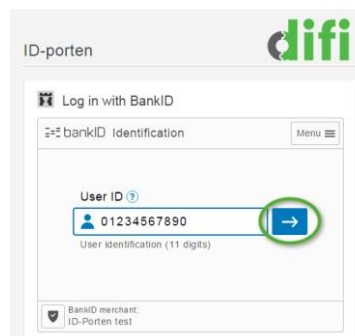 difi
ID-porten
Log in with BankID
bankID Identification
Menu
User ID ?
01234567890
User identification (11 digits)
BankID merchant:
ID-Porten test